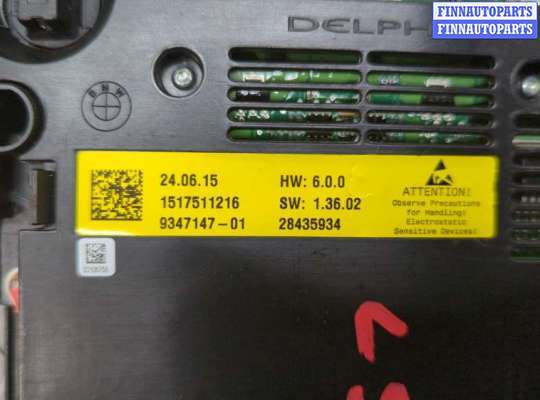 FINNAUTOPARTS
FINNAUTOPARTS
DELPH
BMW
24.06.15
HW: 6.0.0
1517511216
SW: 1.36.02
9347147-01
28435934
ATTENTION!
Observe Precautions
for Handling!
Electrostatic
Sensitive Devices!